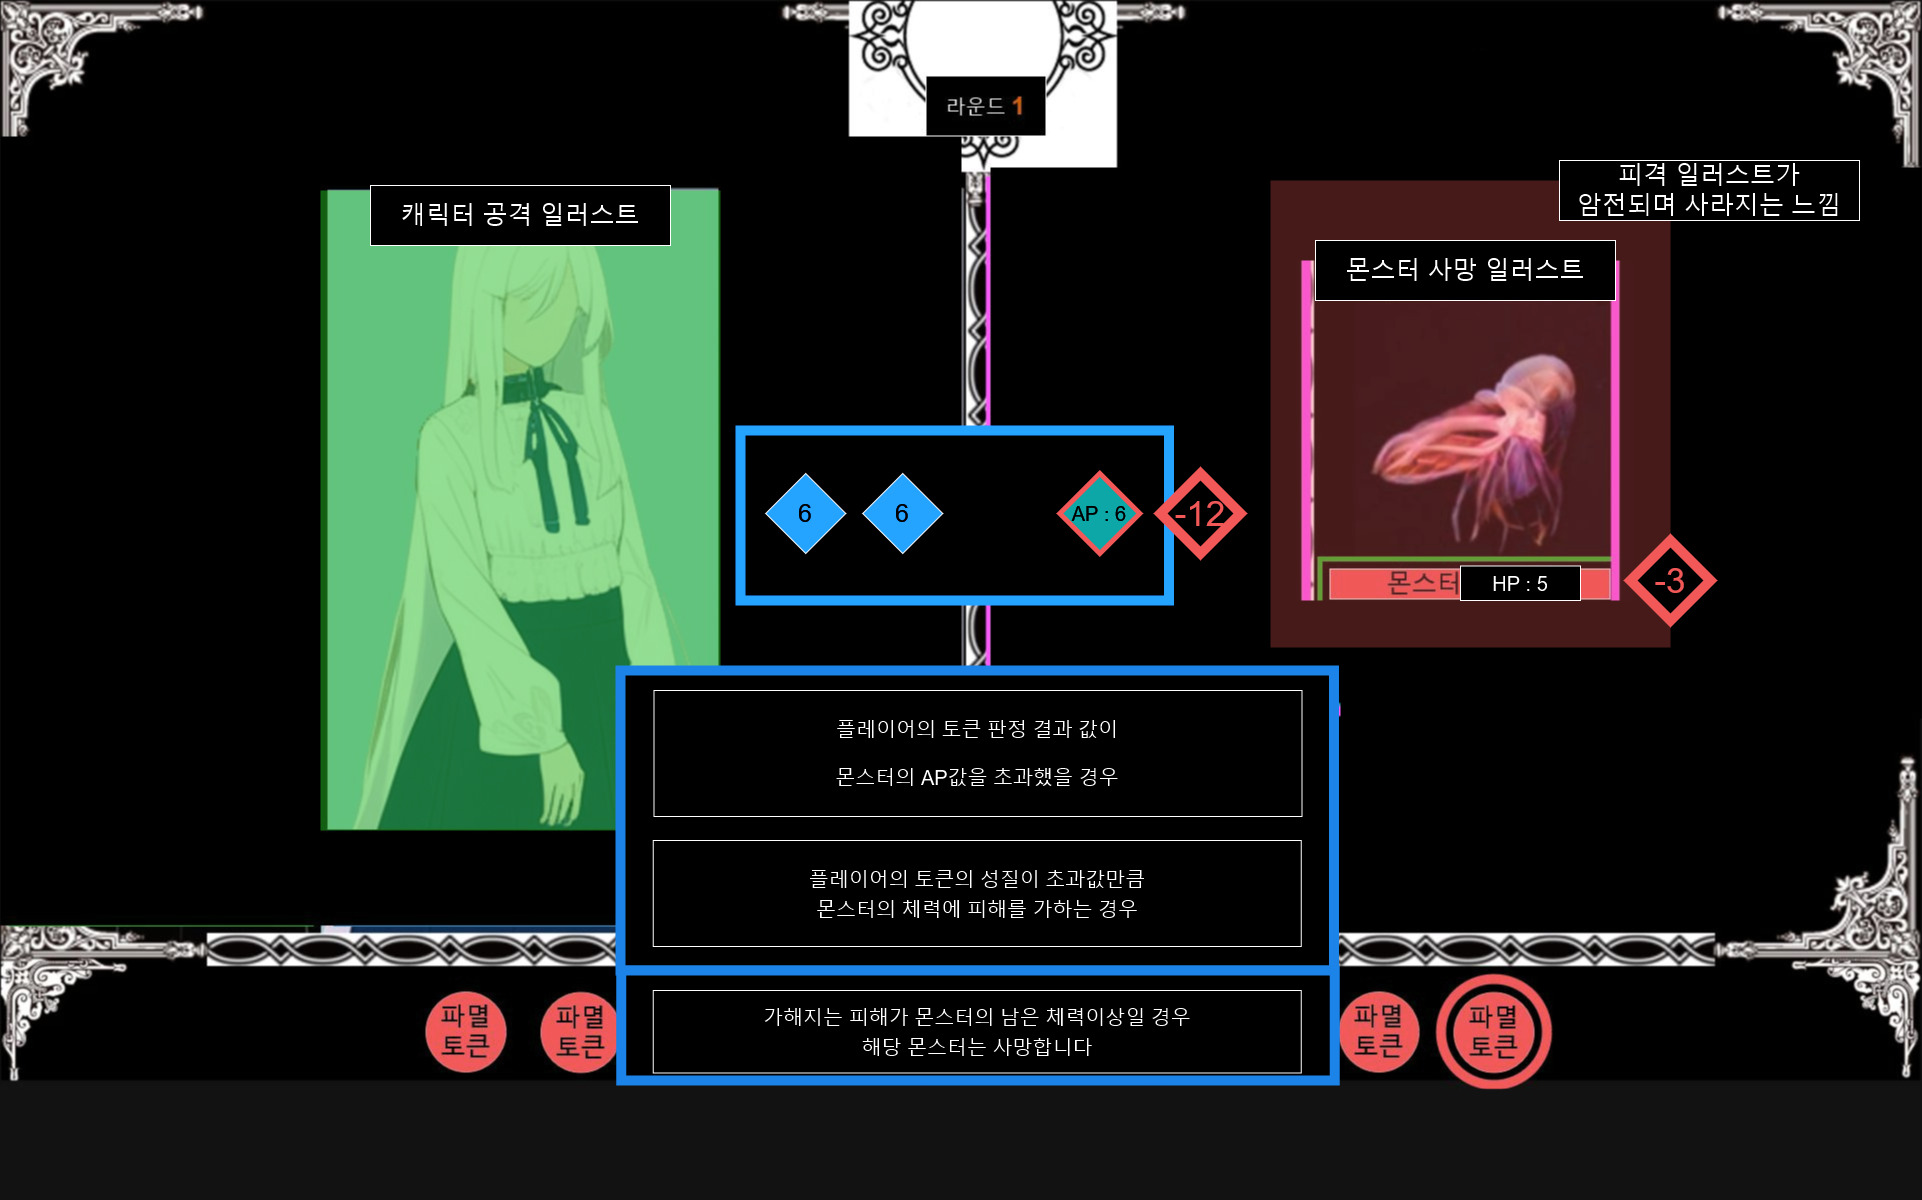 라운드 1
피격 일러스트가
암전되며 사라지는 느낌
캐릭터 공격 일러스트
몬스터 사망 일러스트
6
6
AP : 6
-12
몬스터
HP : 5
-3
플레이어의 토큰 판정 결과 값이
몬스터의 AP값을 초과했을 경우
플레이어의 토큰의 성질이 초과값만큼
몬스터의 체력에 피해를 가하는 경우
가해지는 피해가 몬스터의 남은 체력이상일 경우
해당 몬스터는 사망합니다
파멸
토큰
파멸
토큰
파멸
토큰
파멸
토큰